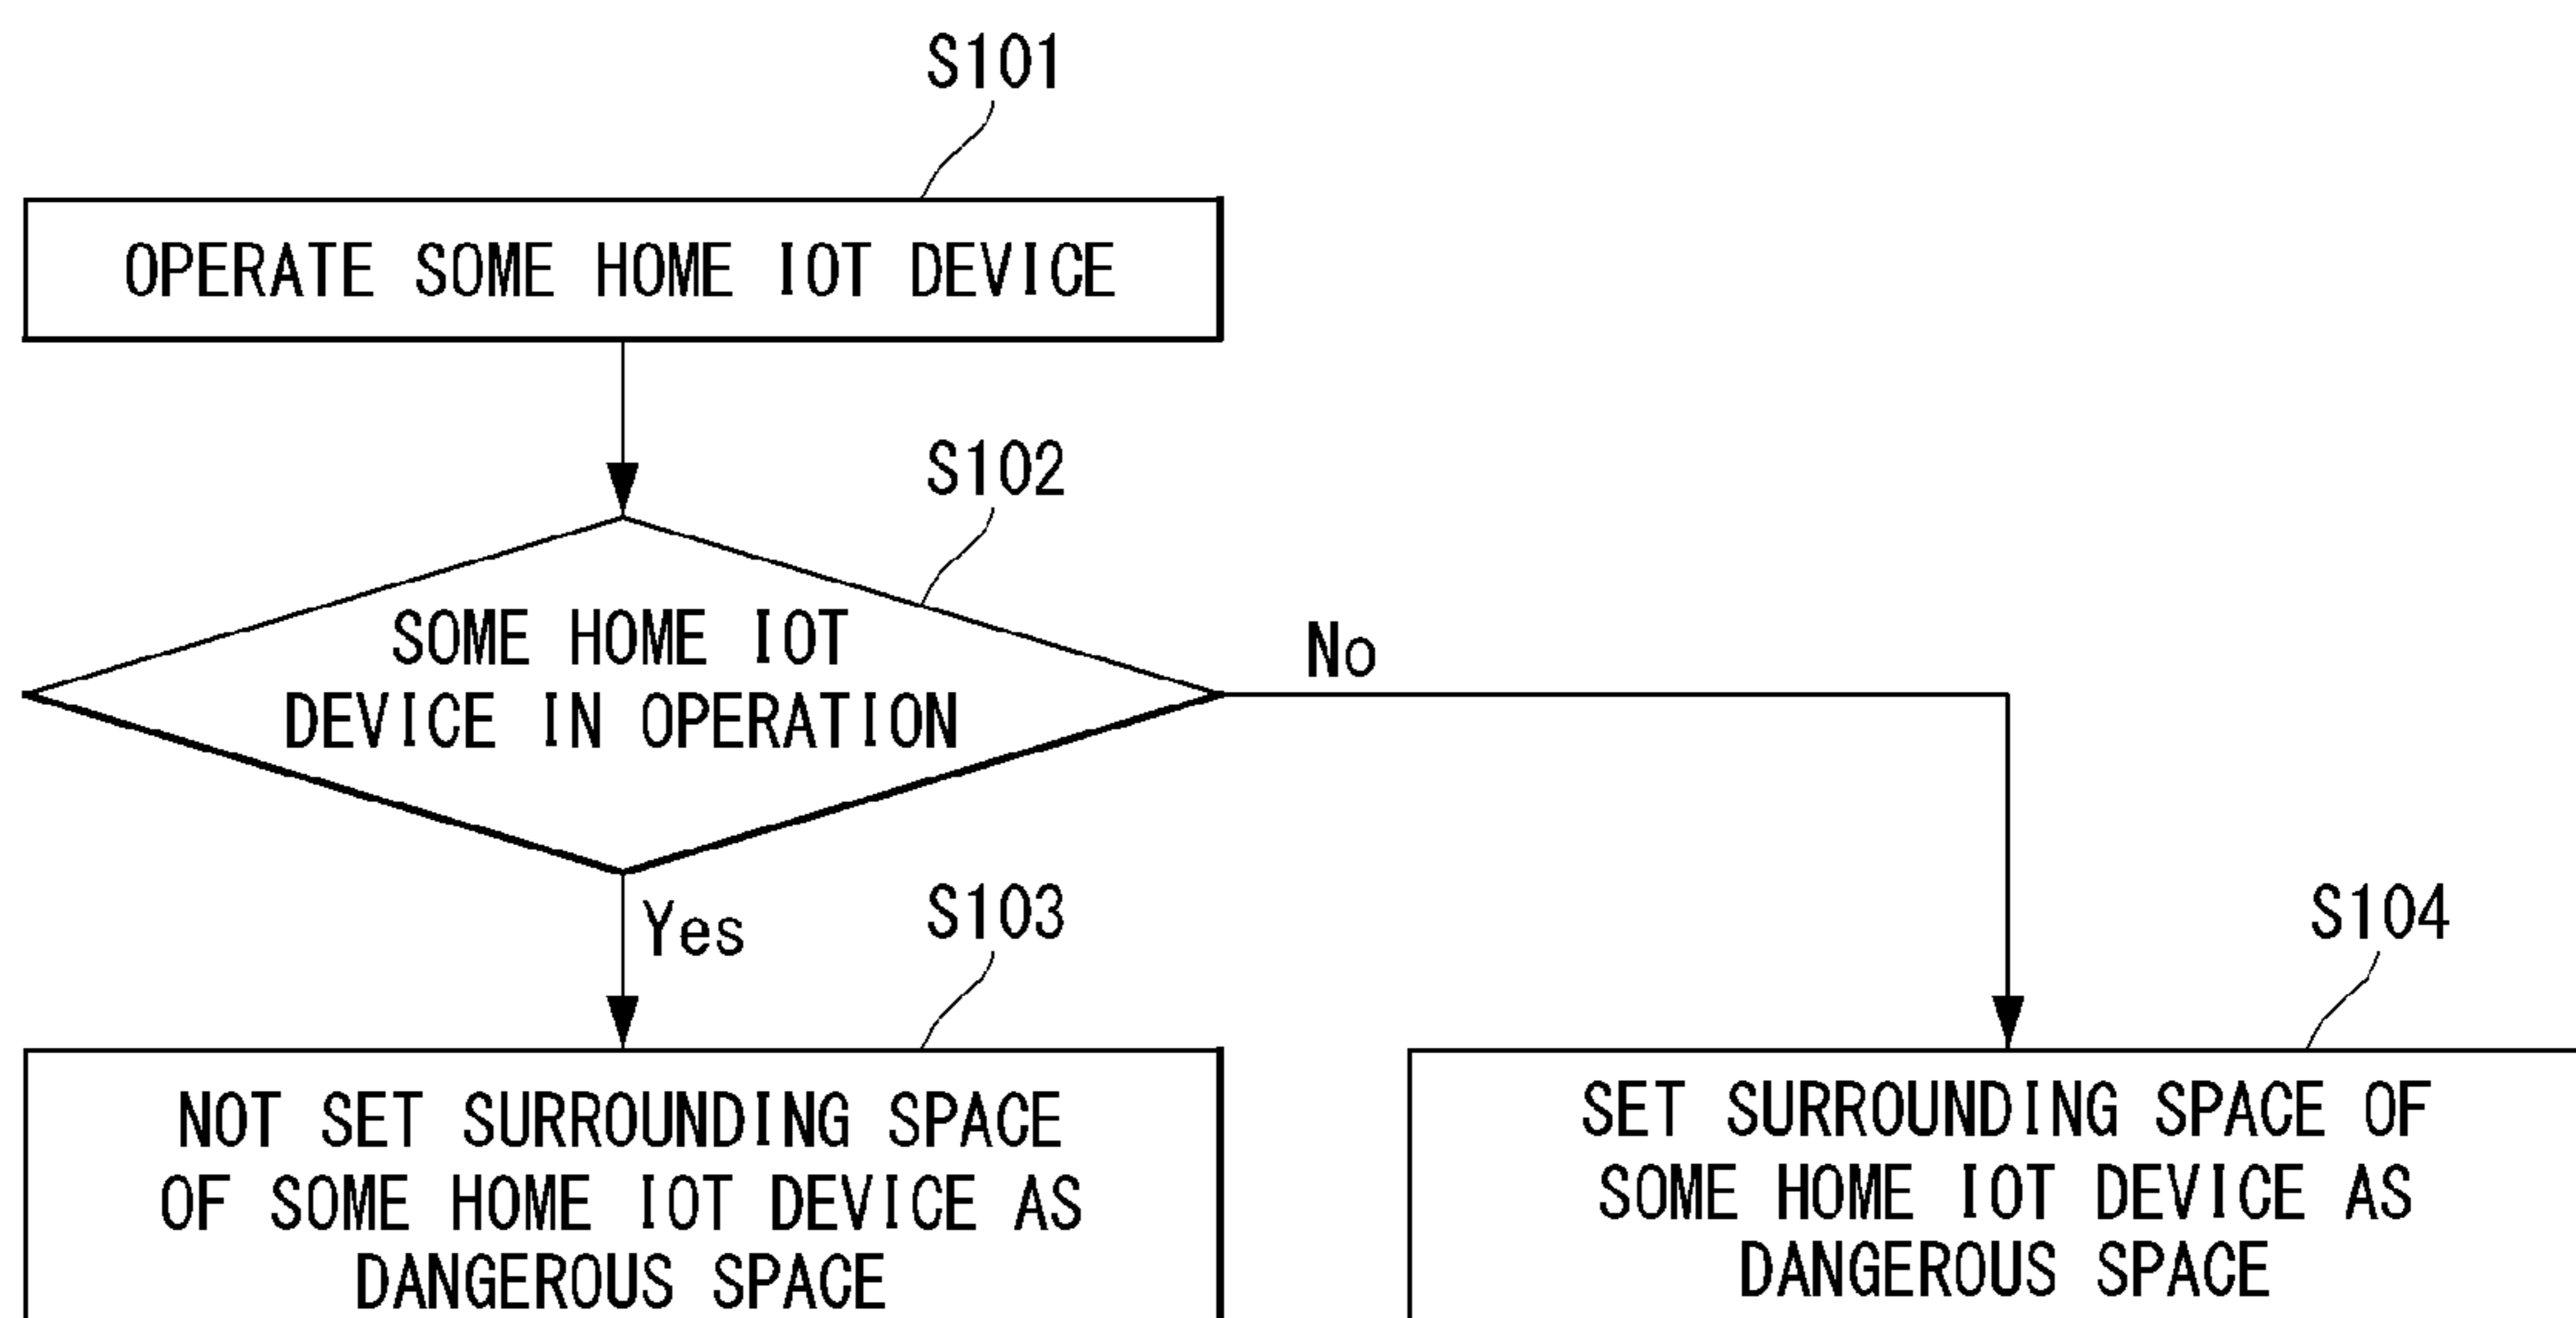 S101
OPERATE SOME HOME IOT DEVICE
S102
SOME HOME IOT
DEVICE IN OPERATION
No
Yes
S103
NOT SET SURROUNDING SPACE
OF SOME HOME IOT DEVICE AS
DANGEROUS SPACE
S104
SET SURROUNDING SPACE OF
SOME HOME IOT DEVICE AS
DANGEROUS SPACE